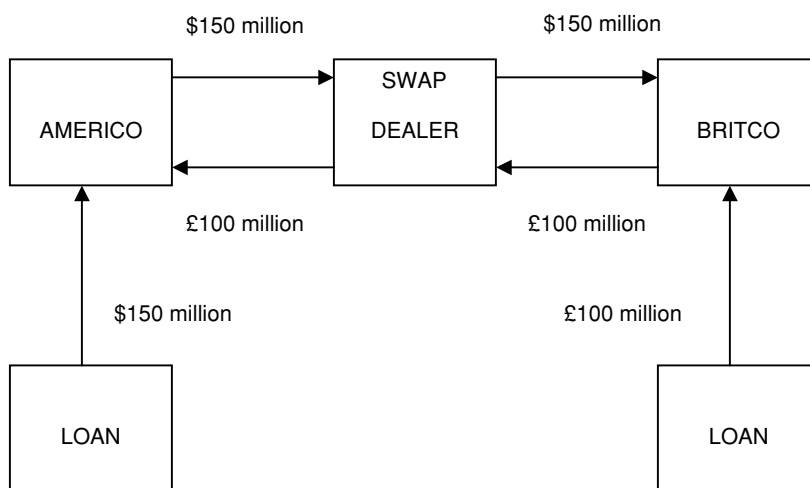 $150 million
$150 million
SWAP
AMERICO
DEALER
BRITCO
£100 million
£100 million
$150 million
£100 million
LOAN
LOAN